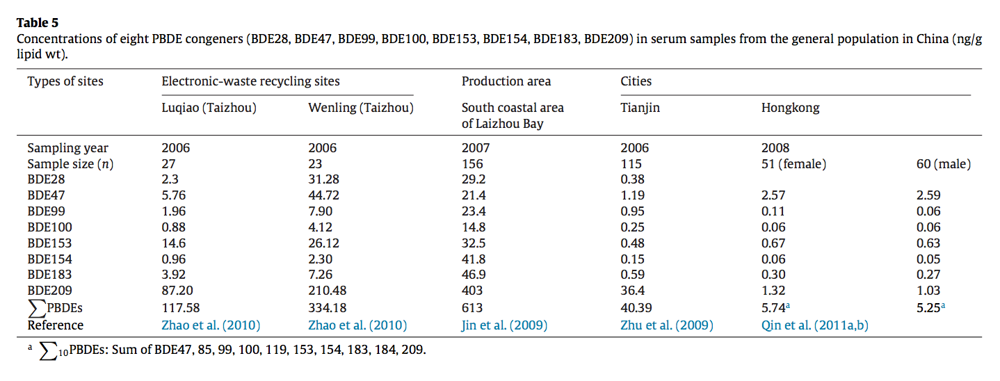 Table 5
Concentrations of eight PBDE congeners (BDE28, BDE47, BDE99, BDE100, BDE153, BDE154, BDE183, BDE209) in serum samples from the general population in China (ng/g
lipid wt).
Types of sites Electronic-waste recycling sites Production area Cities
Luqiao (Taizhou) Wenling (Taizhou) South coastal area Tianjin Hongkong
of Laizhou Bay
Sampling year 2006 2006 2007 2006 2008
Sample size (n) 27 23 156 115 51 (female) 60 (male)
BDE28 2.3 31.28 29.2 0.38
BDE47 5.76 44.72 21.4 1.19 2.57 2.59
BDE99 1.96 7.90 23.4 0.95 0.11 0.06
BDE100 0.88 4.12 14.8 0.25 0.06 0.06
BDE153 14.6 26.12 32.5 0.48 0.67 0.63
BDE154 0.96 2.30 41.8 0.15 0.06 0.05
BDE183 3.92 7.26 46.9 0.59 0.30 0.27
BDE209 87.20 210.48 403 36.4 1.32 1.03
∑PBDEs 117.58 334.18 613 40.39 5.74ᵃ 5.25ᵃ
Reference Zhao et al. (2010) Zhao et al. (2010) Jin et al. (2009) Zhu et al. (2009) Qin et al. (2011a,b)
ᵃ ∑₁₀PBDEs: Sum of BDE47, 85, 99, 100, 119, 153, 154, 183, 184, 209.